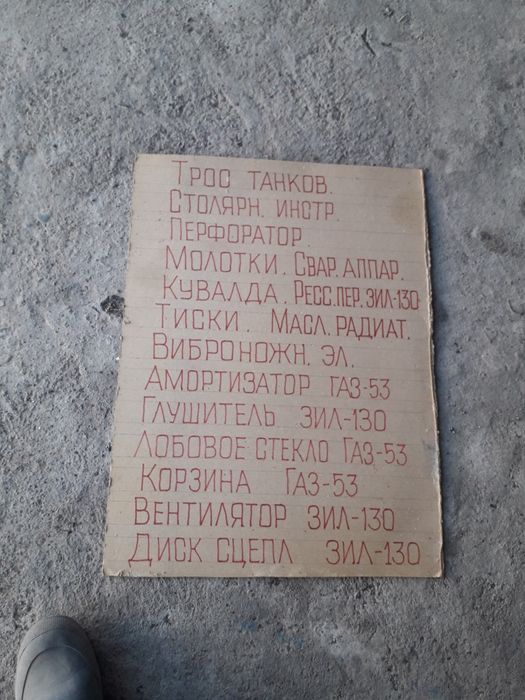 Трос танков.
Столярн. инстр.
Перфоратор.
Молотки. Свар. аппар.
Кувалда. Ресс. пер. ЗИЛ-130
Тиски. Масл. радиат.
Виброножн. эл.
Амортизатор ГАЗ-53
Глушитель ЗИЛ-130
Лобовое стекло ГАЗ-53
Корзина ГАЗ-53
Вентилятор ЗИЛ-130
Диск сцепл ЗИЛ-130